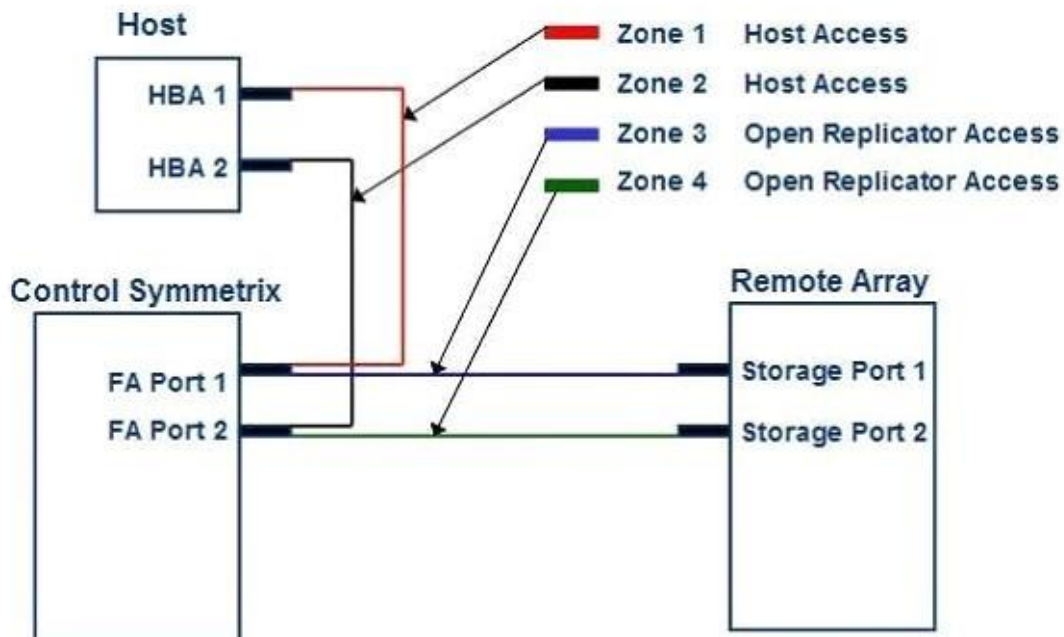 Host
HBA 1
HBA 2
Zone 1 Host Access
Zone 2 Host Access
Zone 3 Open Replicator Access
Zone 4 Open Replicator Access
Control Symmetrix
FA Port 1
FA Port 2
Remote Array
Storage Port 1
Storage Port 2